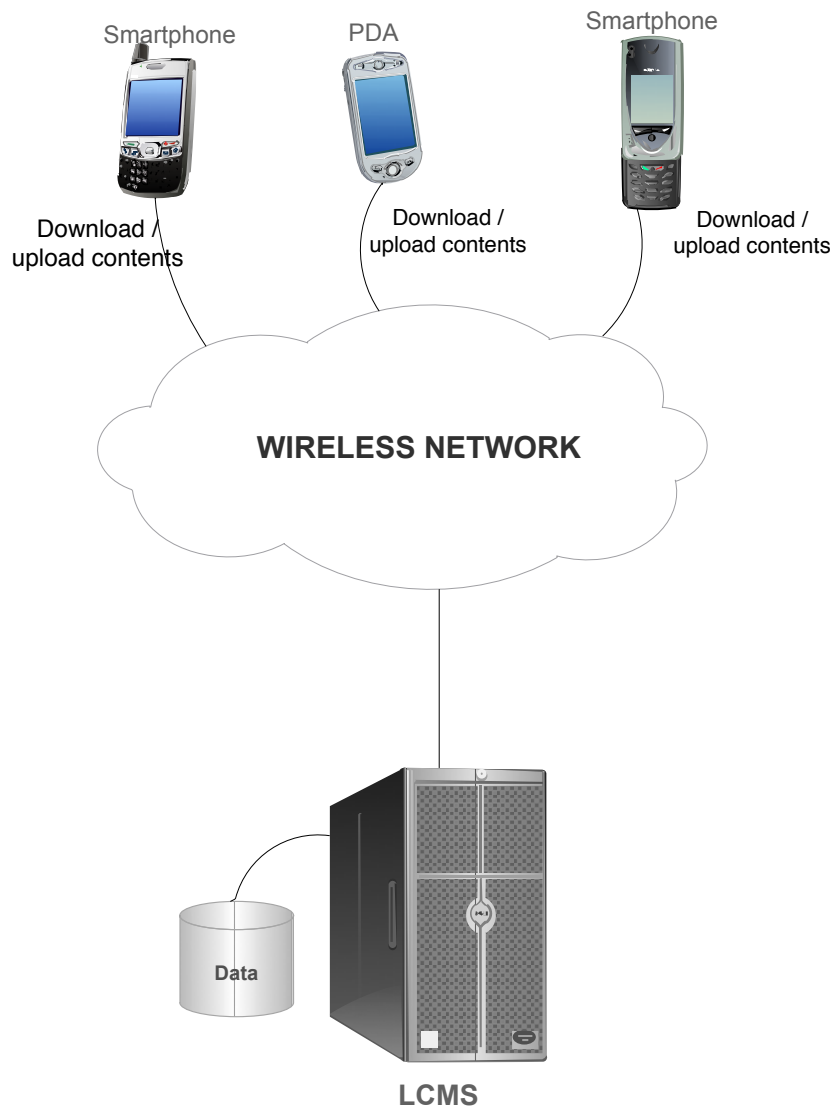 Smartphone
PDA
Smartphone
Download /
upload contents
Download /
upload contents
Download /
upload contents
WIRELESS NETWORK
Data
LCMS